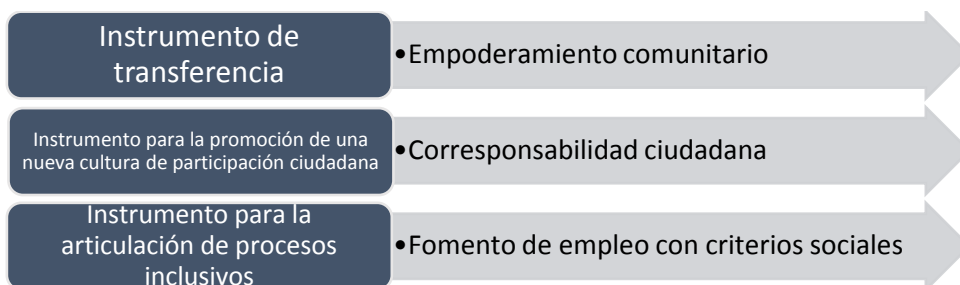 Instrumento de
transferencia
•Empoderamiento comunitario
Instrumento para la promoción de una
nueva cultura de participación ciudadana
•Corresponsabilidad ciudadana
Instrumento para la
articulación de procesos
inclusivos
•Fomento de empleo con criterios sociales